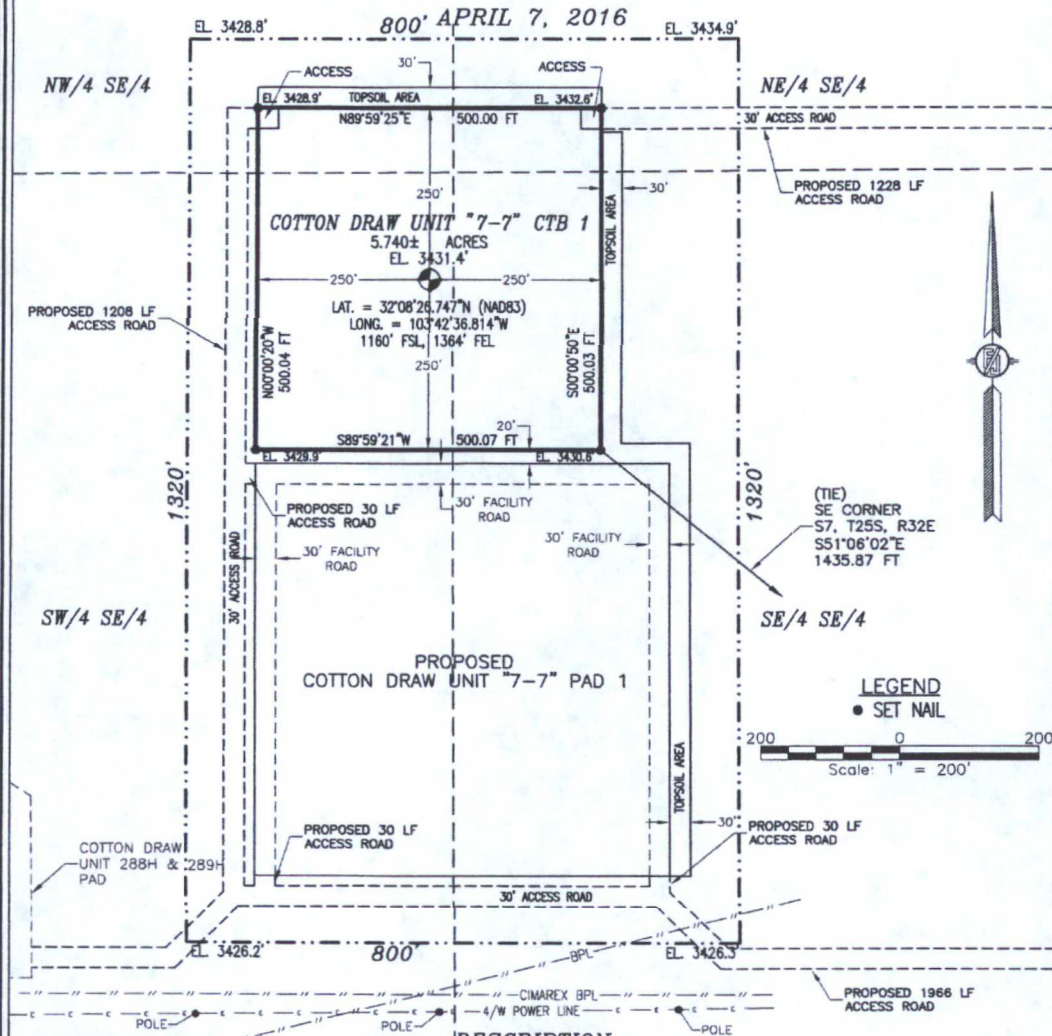 APRIL 7, 2016
EL. 3428.8'
800'
EL. 3434.9'
NW/4 SE/4
NE/4 SE/4
ACCESS
30'
ACCESS
EL. 3428.9'
TOPSOIL AREA
EL. 3432.6'
N89°59'25"E 500.00 FT
30' ACCESS ROAD
PROPOSED 1228 LF
ACCESS ROAD
30'
TOPSOIL AREA
250'
COTTON DRAW UNIT "7-7" CTB 1
5.740± ACRES
EL. 3431.4'
250'
250'
LAT. = 32°08'26.747"N (NAD83)
LONG. = 103°42'36.814"W
1160' FSL, 1364' FEL
250'
PROPOSED 1208 LF
ACCESS ROAD
N00°00'20"W
500.04 FT
S00°00'50"E
500.03 FT
S89°59'21"W 500.07 FT
20'
EL. 3429.9'
EL. 3430.6'
1320'
1320'
(TIE)
SE CORNER
S7, T25S, R32E
S51°06'02"E
1435.87 FT
PROPOSED 30 LF
ACCESS ROAD
30' FACILITY
ROAD
30' FACILITY
ROAD
30' FACILITY
ROAD
30' ACCESS ROAD
SW/4 SE/4
SE/4 SE/4
PROPOSED
COTTON DRAW UNIT "7-7" PAD 1
LEGEND
SET NAIL
200 0 200
Scale: 1" = 200'
TOPSOIL AREA
30'
PROPOSED 30 LF
ACCESS ROAD
PROPOSED 30 LF
ACCESS ROAD
COTTON DRAW
UNIT 288H & 289H
PAD
30' ACCESS ROAD
EL. 3426.2'
800'
BPL
EL. 3426.3'
CIMAREX BPL
4/W POWER LINE
POLE
POLE
POLE
PROPOSED 1966 LF
ACCESS ROAD
DESCRIPTION